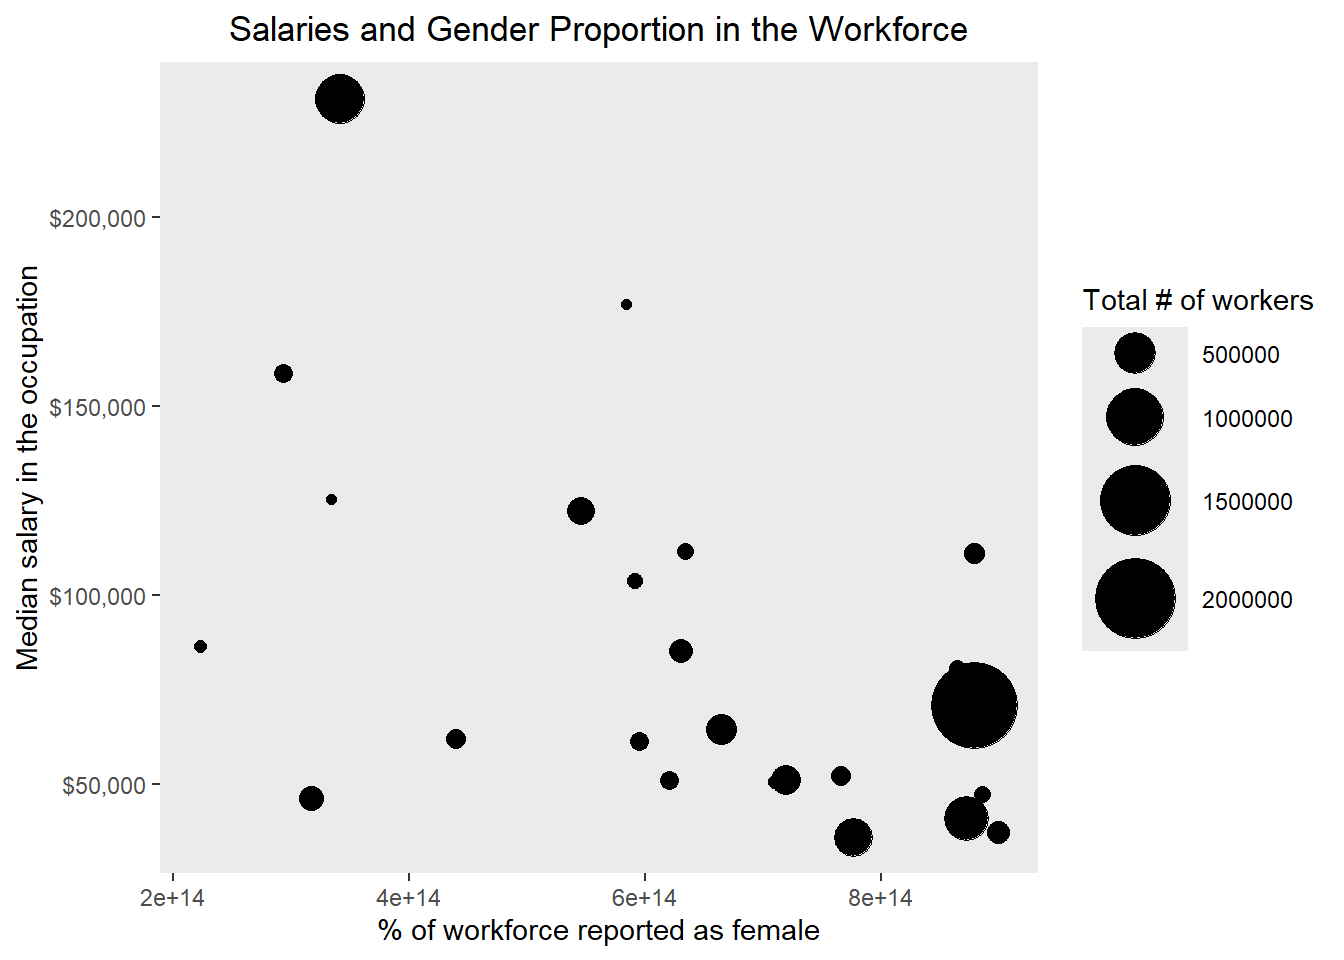 Salaries and Gender Proportion in the Workforce
Median salary in the occupation
$200,000
$150,000
$100,000
$50,000
2e+14 4e+14 6e+14 8e+14
% of workforce reported as female
Total # of workers
500000
1000000
1500000
2000000